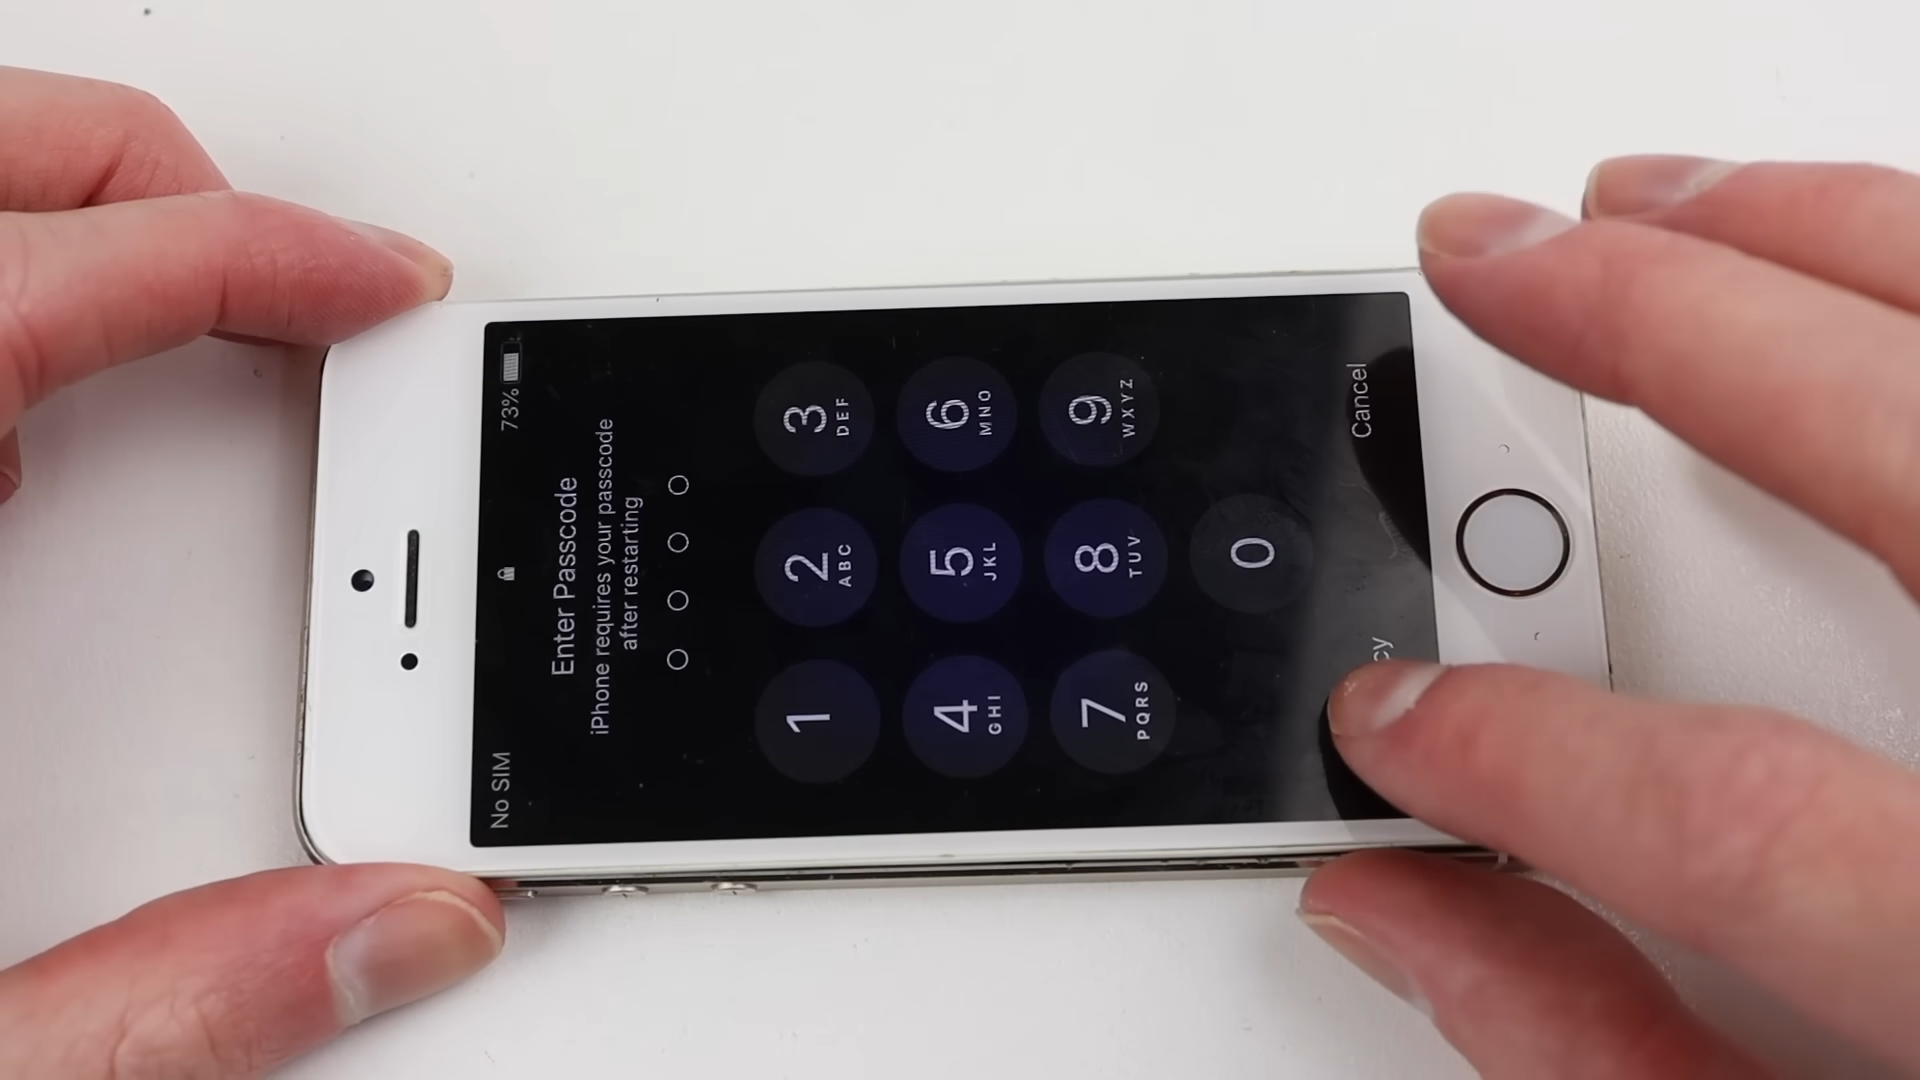 No SIM
73%
Enter Passcode
iPhone requires your passcode
after restarting
1
2
ABC
3
DEF
4
GHI
5
JKL
6
MNO
7
PQRS
8
TUV
9
WXYZ
0
Cancel